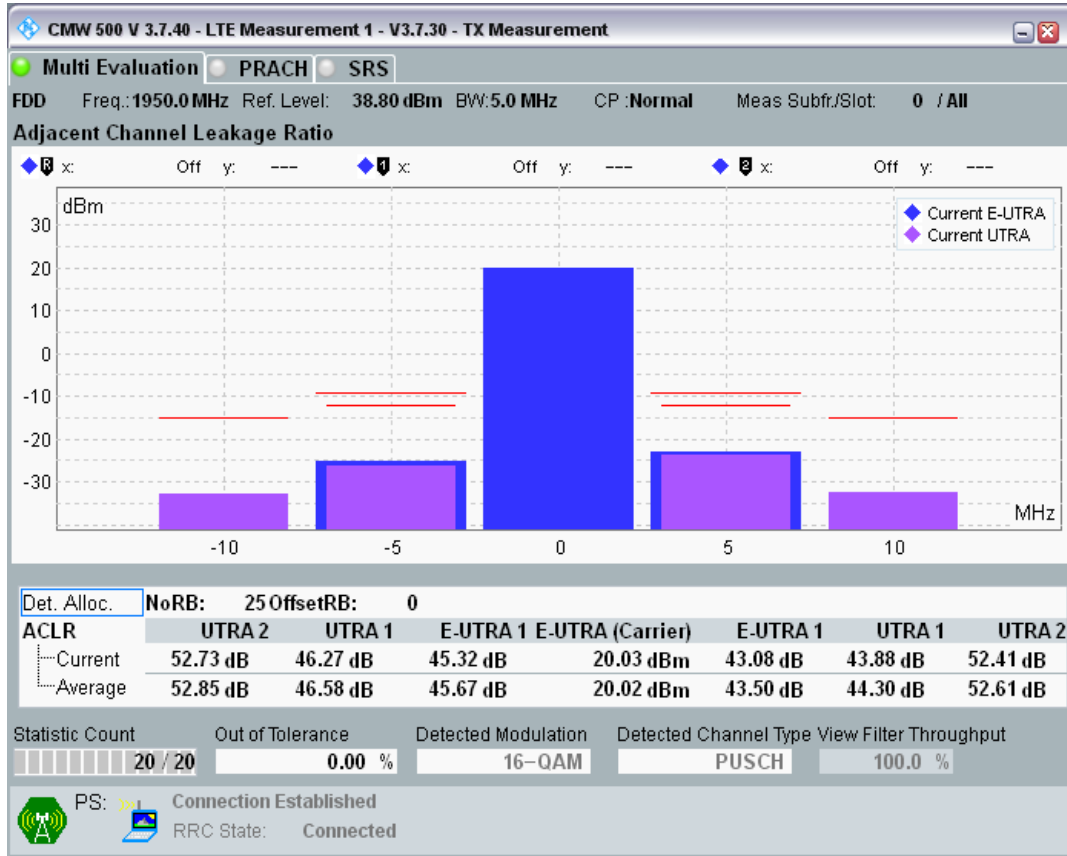 CMW 500 V 3.7.40 - LTE Measurement 1 - V3.7.30 - TX Measurement
Multi Evaluation PRACH SRS
FDD Freq.: 1950.0 MHz Ref. Level: 38.80 dBm BW: 5.0 MHz CP : Normal Meas Subfr./Slot: 0 / All
Adjacent Channel Leakage Ratio
R x: Off y: --- 1 x: Off y: --- 2 x: Off y: ---
dBm
Current E-UTRA
Current UTRA
30
20
10
0
-10
-20
-30
MHz
-10 -5 0 5 10
Det. Alloc. NoRB: 25 OffsetRB: 0
ACLR UTRA 2 UTRA 1 E-UTRA 1 E-UTRA (Carrier) E-UTRA 1 UTRA 1 UTRA 2
Current 52.73 dB 46.27 dB 45.32 dB 20.03 dBm 43.08 dB 43.88 dB 52.41 dB
Average 52.85 dB 46.58 dB 45.67 dB 20.02 dBm 43.50 dB 44.30 dB 52.61 dB
Statistic Count Out of Tolerance Detected Modulation Detected Channel Type View Filter Throughput
20 / 20 0.00 % 16-QAM PUSCH 100.0 %
PS: Connection Established
RRC State: Connected